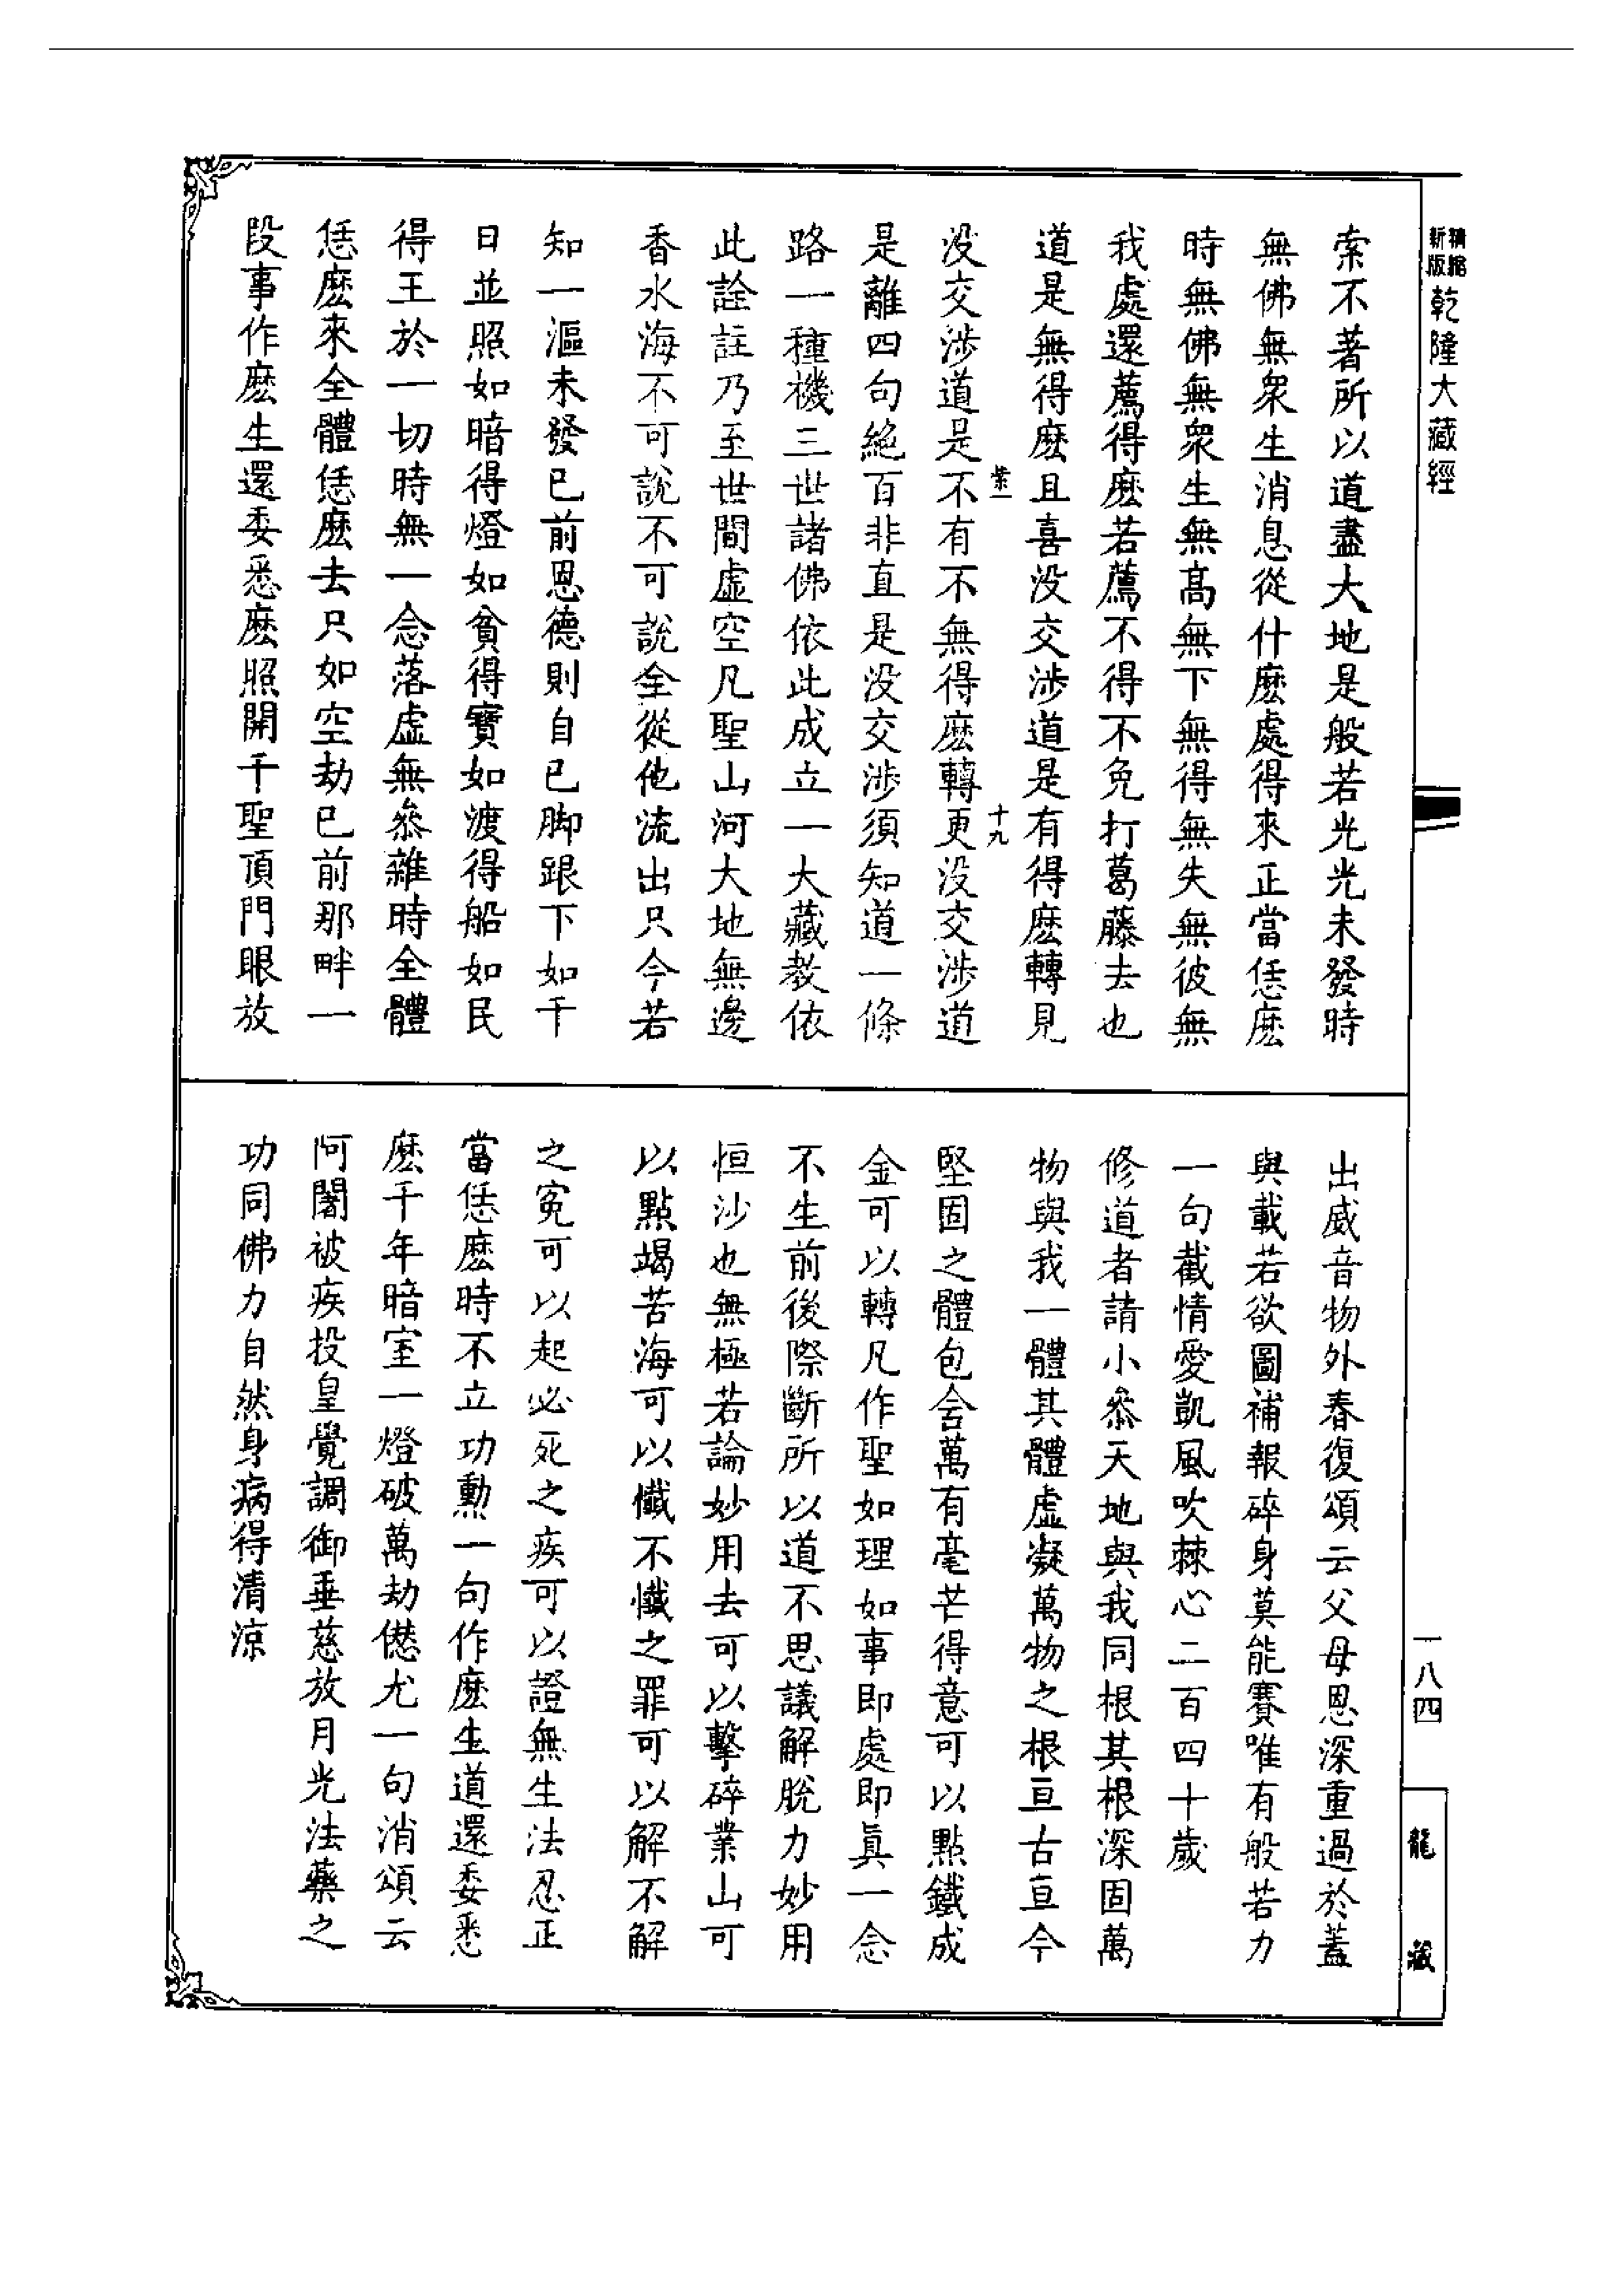 精縮
新版
乾隆大藏經
索不著所以道盡大地是般若光光未發時
無佛無衆生消息從什麽處得來正當恁麽
時無佛無衆生無高無下無得無失無彼無
我處還薦得麽若薦不得不免打葛藤去也
道是無得麽且喜沒交涉道是有得麽轉見
紫一
十九
沒交涉道是不有不無得麽轉更沒交涉道
是離四句絕百非直是沒交涉須知道一條
路一種機三世諸佛依此成立一大藏教依
此詮註乃至世間虛空凡聖山河大地無邊
香水海不可說不可說全從他流出只今若
知一漚未發已前恩德則自己脚跟下如千
日並照如暗得燈如貧得寶如渡得船如民
得王於一切時無一念落虛無叅雜時全體
恁麽來全體恁麽去只如空劫已前那畔一
段事作麽生還委悉麽照開千聖頂門眼放
出威音物外春復頌云父母恩深重過於蓋
與載若欲圖補報碎身莫能賽唯有般若力
一句截情愛凱風吹棘心二百四十歲
修道者請小叅天地與我同根其根深固萬
物與我一體其體虛凝萬物之根亘古亘今
堅固之體包含萬有毫芒得意可以點鐵成
金可以轉凡作聖如理如事即處即眞一念
不生前後際斷所以道不思議解脫力妙用
恒沙也無極若論妙用去可以擊碎業山可
以點竭苦海可以懺不懺之罪可以解不解
之寃可以起必死之疾可以證無生法忍正
當恁麽時不立功勲一句作麽生道還委悉
麽千年暗室一燈破萬劫愆尤一句消頌云
阿闍被疾投皇覺調御垂慈放月光法藥之
功同佛力自然身病得清涼
一八四
龍藏